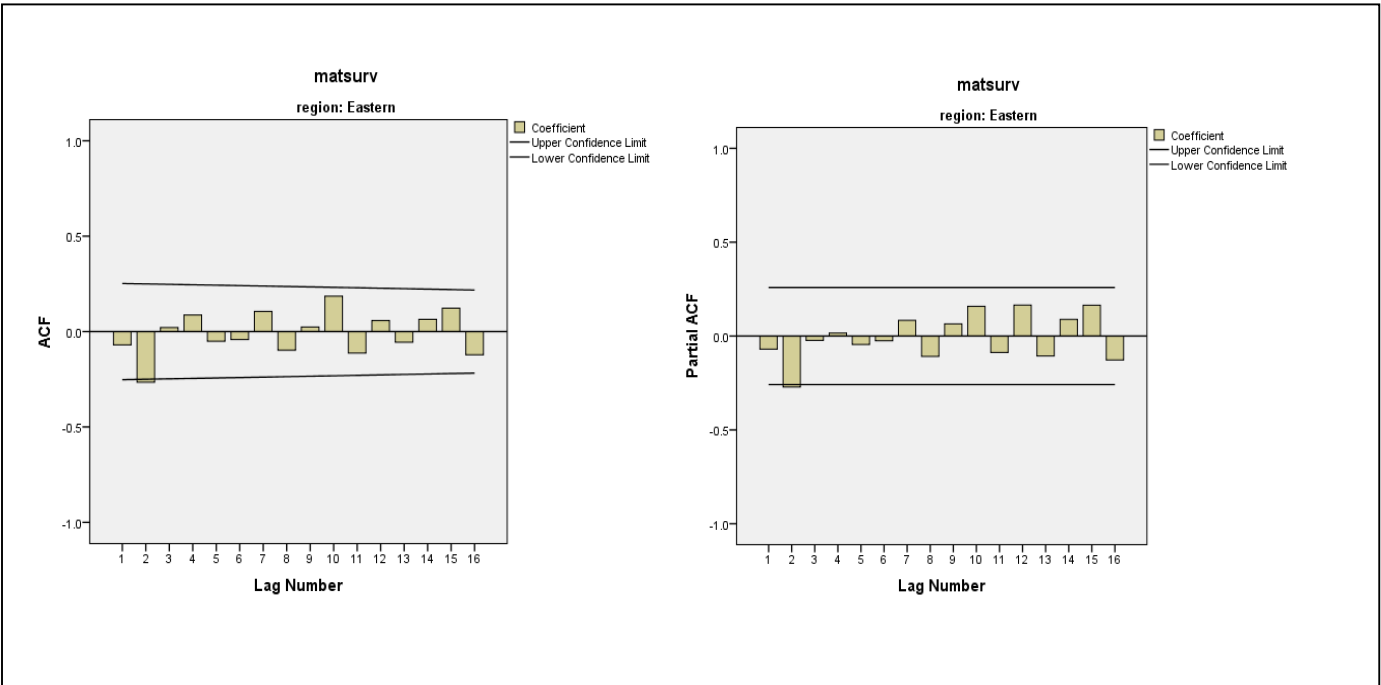 matsurv
region: Eastern
Coefficient
Upper Confidence Limit
Lower Confidence Limit
1.0
0.5
0.0
-0.5
-1.0
ACF
1 2 3 4 5 6 7 8 9 10 11 12 13 14 15 16
Lag Number
matsurv
region: Eastern
Coefficient
Upper Confidence Limit
Lower Confidence Limit
1.0
0.5
0.0
-0.5
-1.0
Partial ACF
1 2 3 4 5 6 7 8 9 10 11 12 13 14 15 16
Lag Number